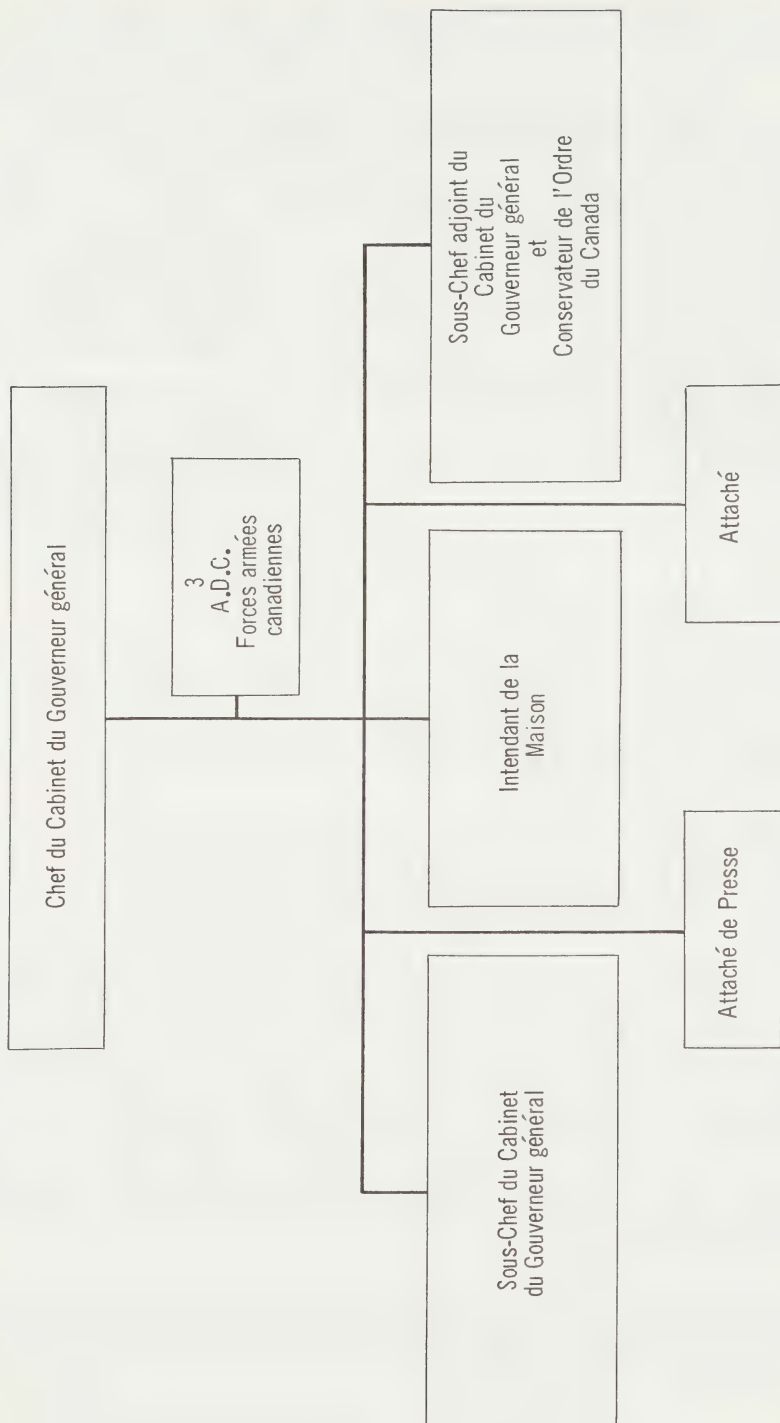 Chef du Cabinet du Gouverneur général
3
A.D.C.
Forces armées
canadiennes
Sous-Chef du Cabinet
du Gouverneur général
Intendant de la
Maison
Sous-Chef adjoint du
Cabinet du
Gouverneur général
et
Conservateur de l'Ordre
du Canada
Attaché de Presse
Attaché